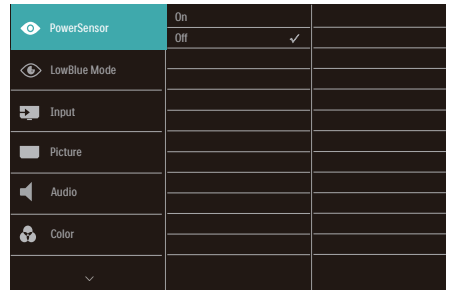 PowerSensor
On
Off
LowBlue Mode
Input
Picture
Audio
Color